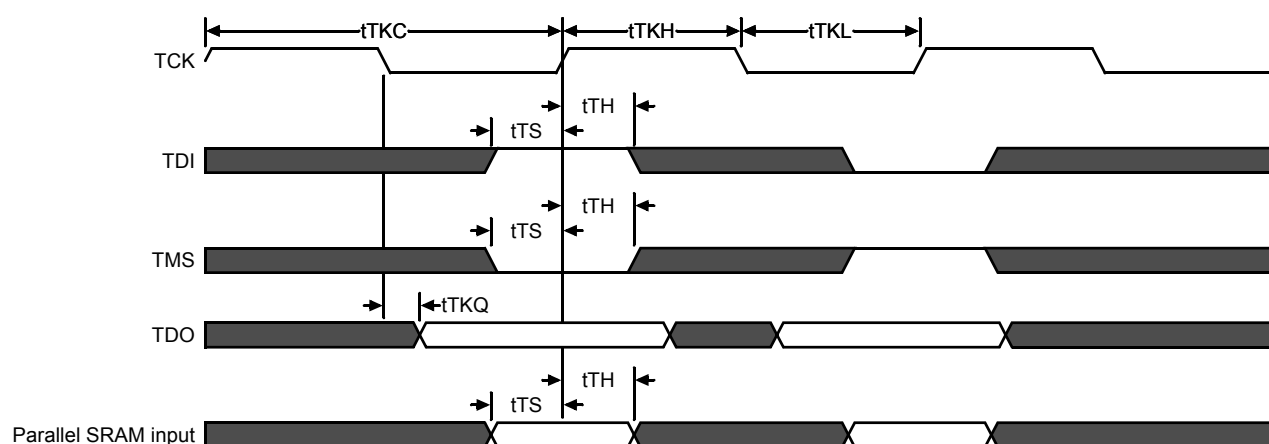 tTKC tTKH tTKL
TCK
tTH
tTS
TDI
tTH
tTS
TMS
tTKQ
TDO
tTH
tTS
Parallel SRAM input